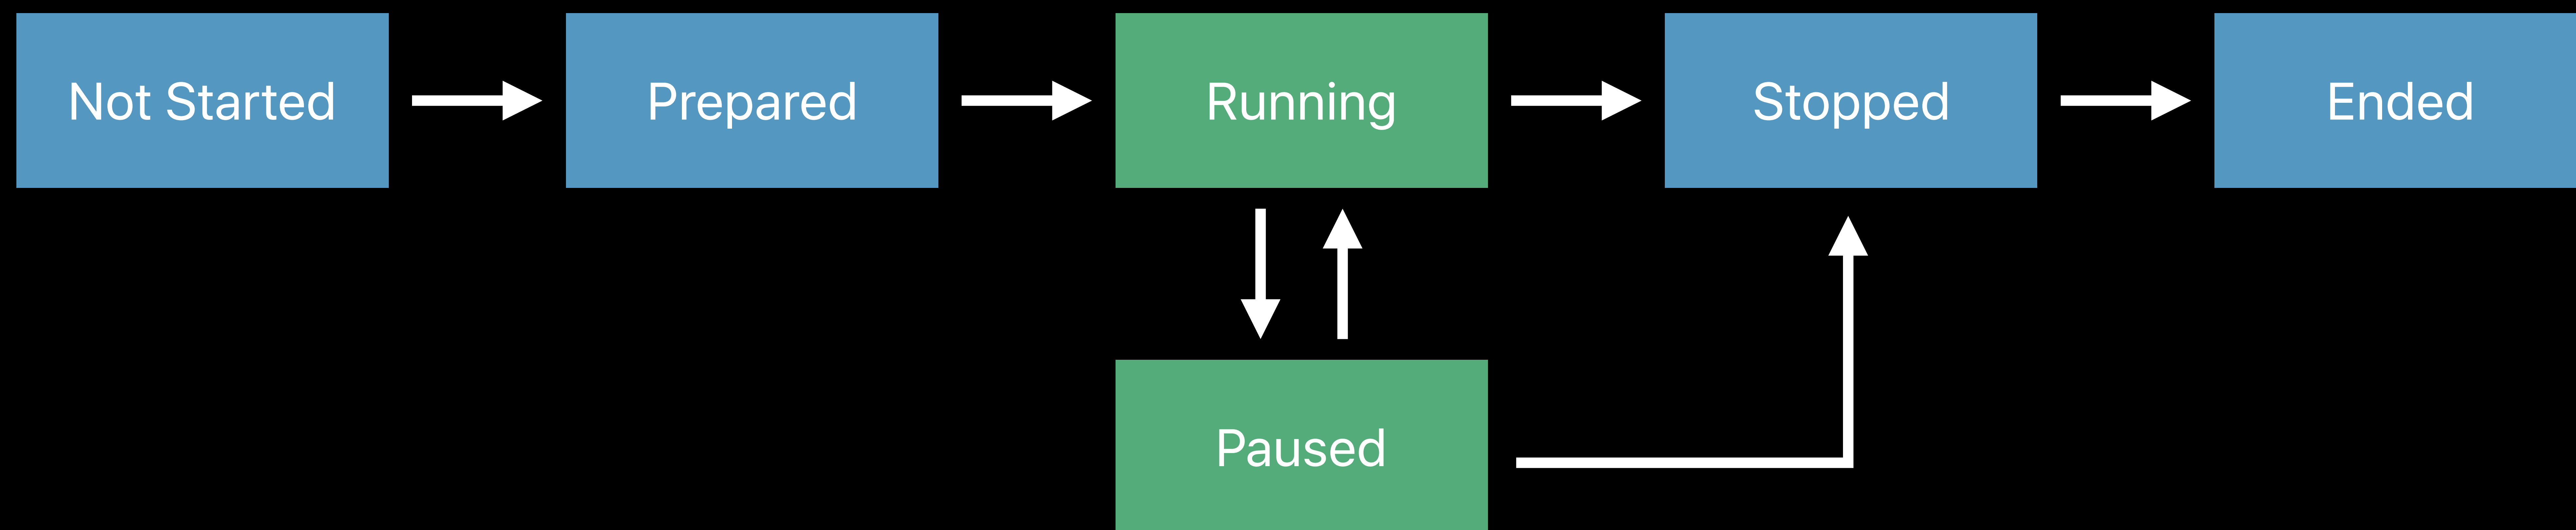 Not Started
Prepared
Running
Stopped
Ended
Paused